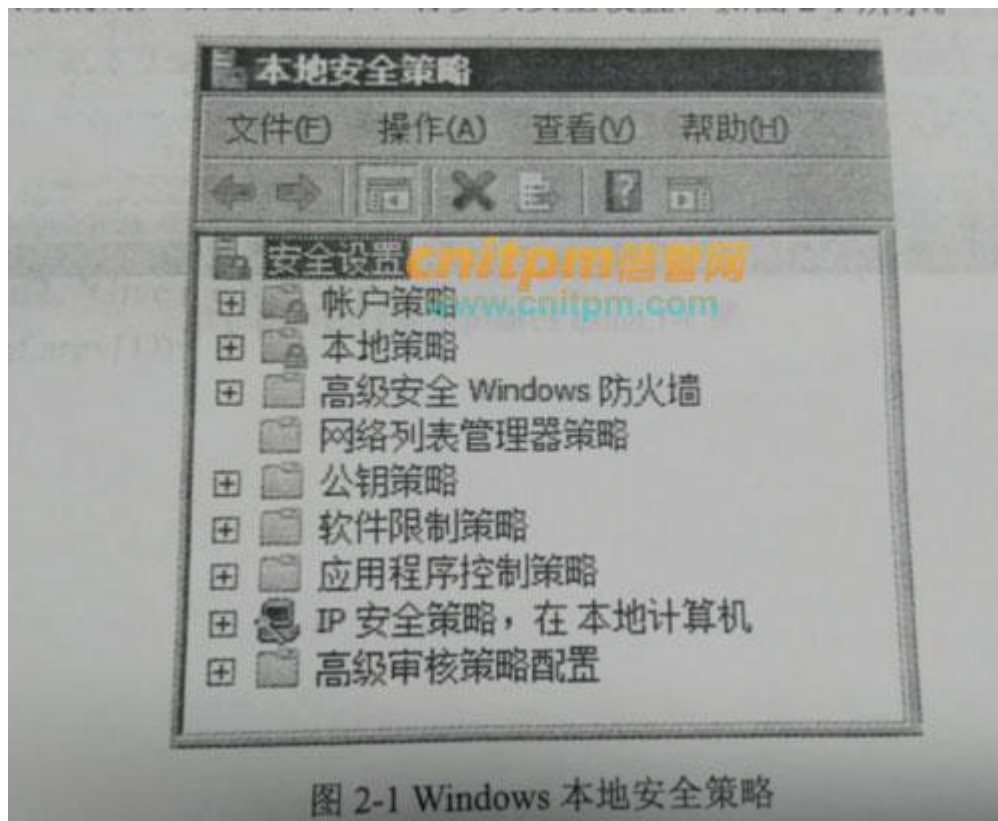 本地安全策略
文件(F) 操作(A) 查看(V) 帮助(H)
安全设置
cnitpm信管网
www.cnitpm.com
帐户策略
本地策略
高级安全 Windows 防火墙
网络列表管理器策略
公钥策略
软件限制策略
应用程序控制策略
IP 安全策略，在 本地计算机
高级审核策略配置
图 2-1 Windows 本地安全策略